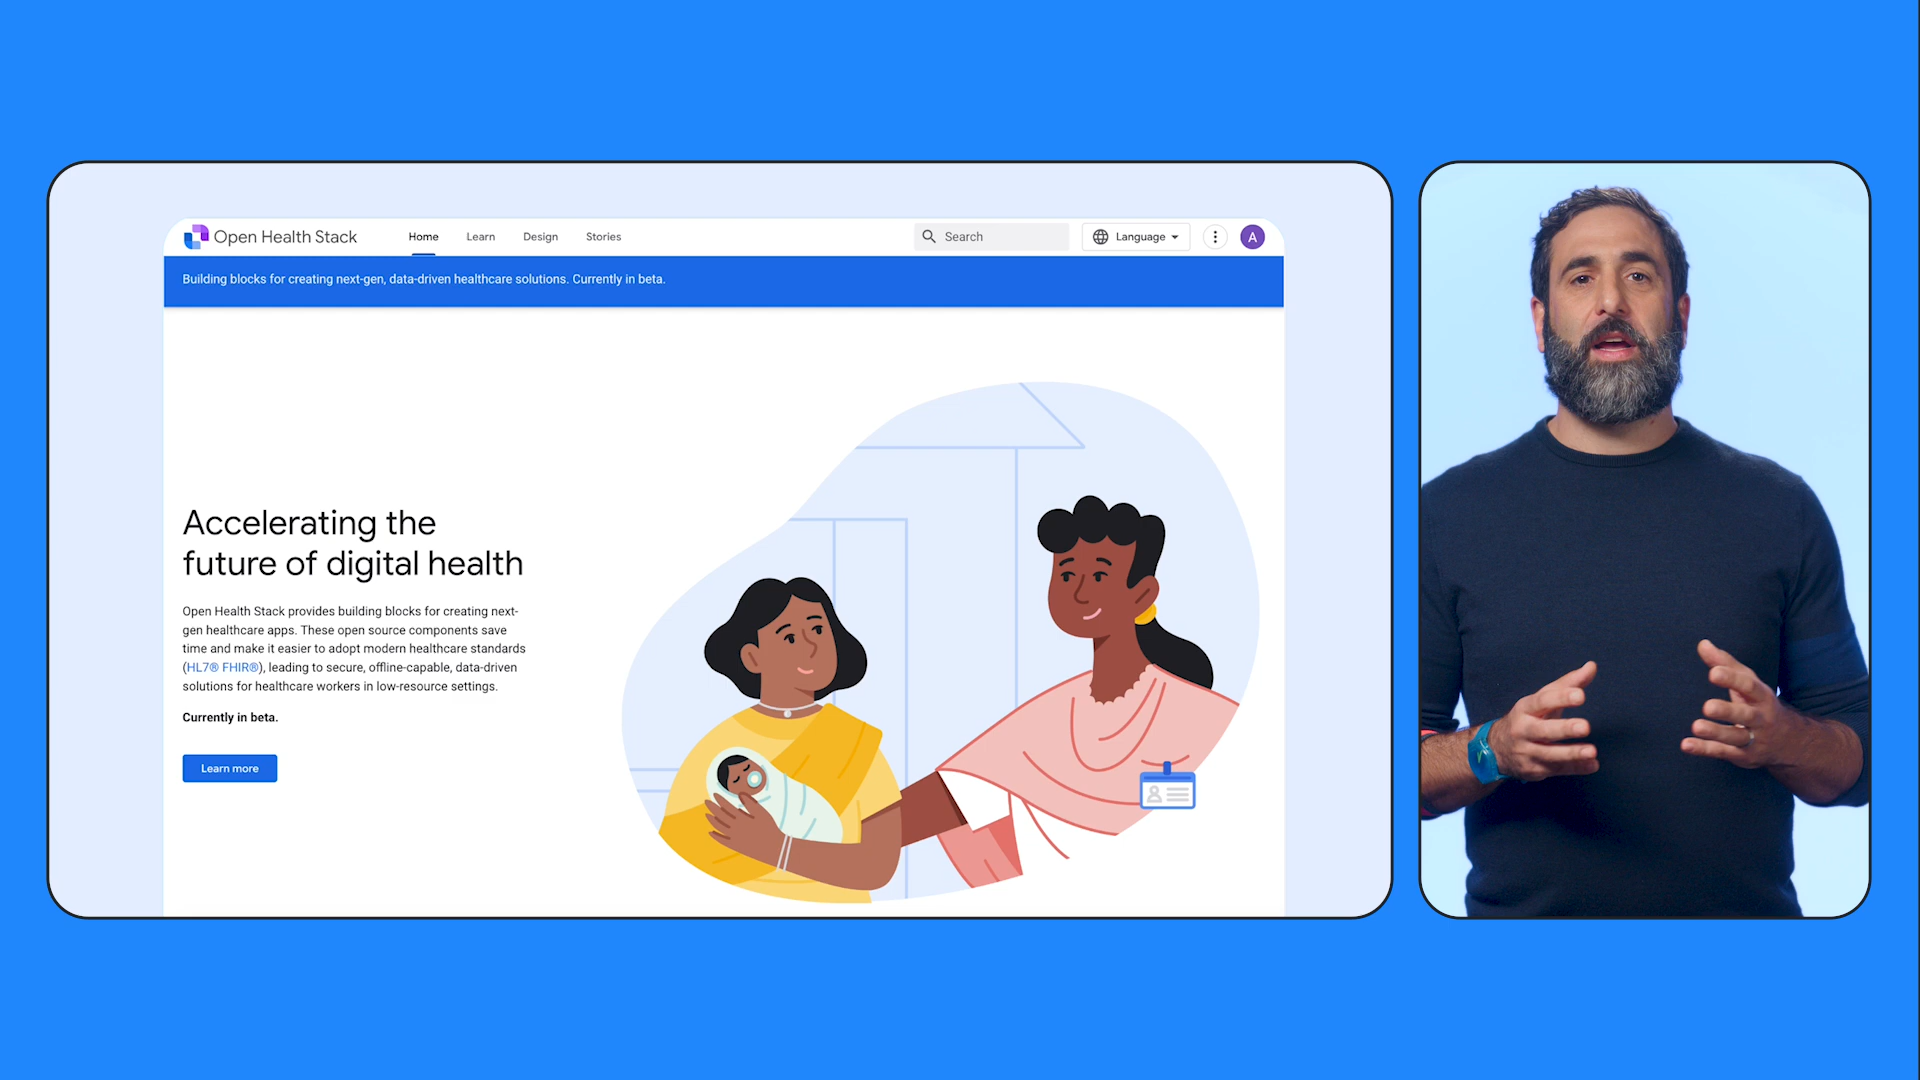 Open Health Stack
Home
Learn
Design
Stories
Search
Language
A
Building blocks for creating next-gen, data-driven healthcare solutions. Currently in beta.
Accelerating the
future of digital health
Open Health Stack provides building blocks for creating next-
gen healthcare apps. These open source components save
time and make it easier to adopt modern healthcare standards
(HL7® FHIR®), leading to secure, offline-capable, data-driven
solutions for healthcare workers in low-resource settings.
Currently in beta.
Learn more